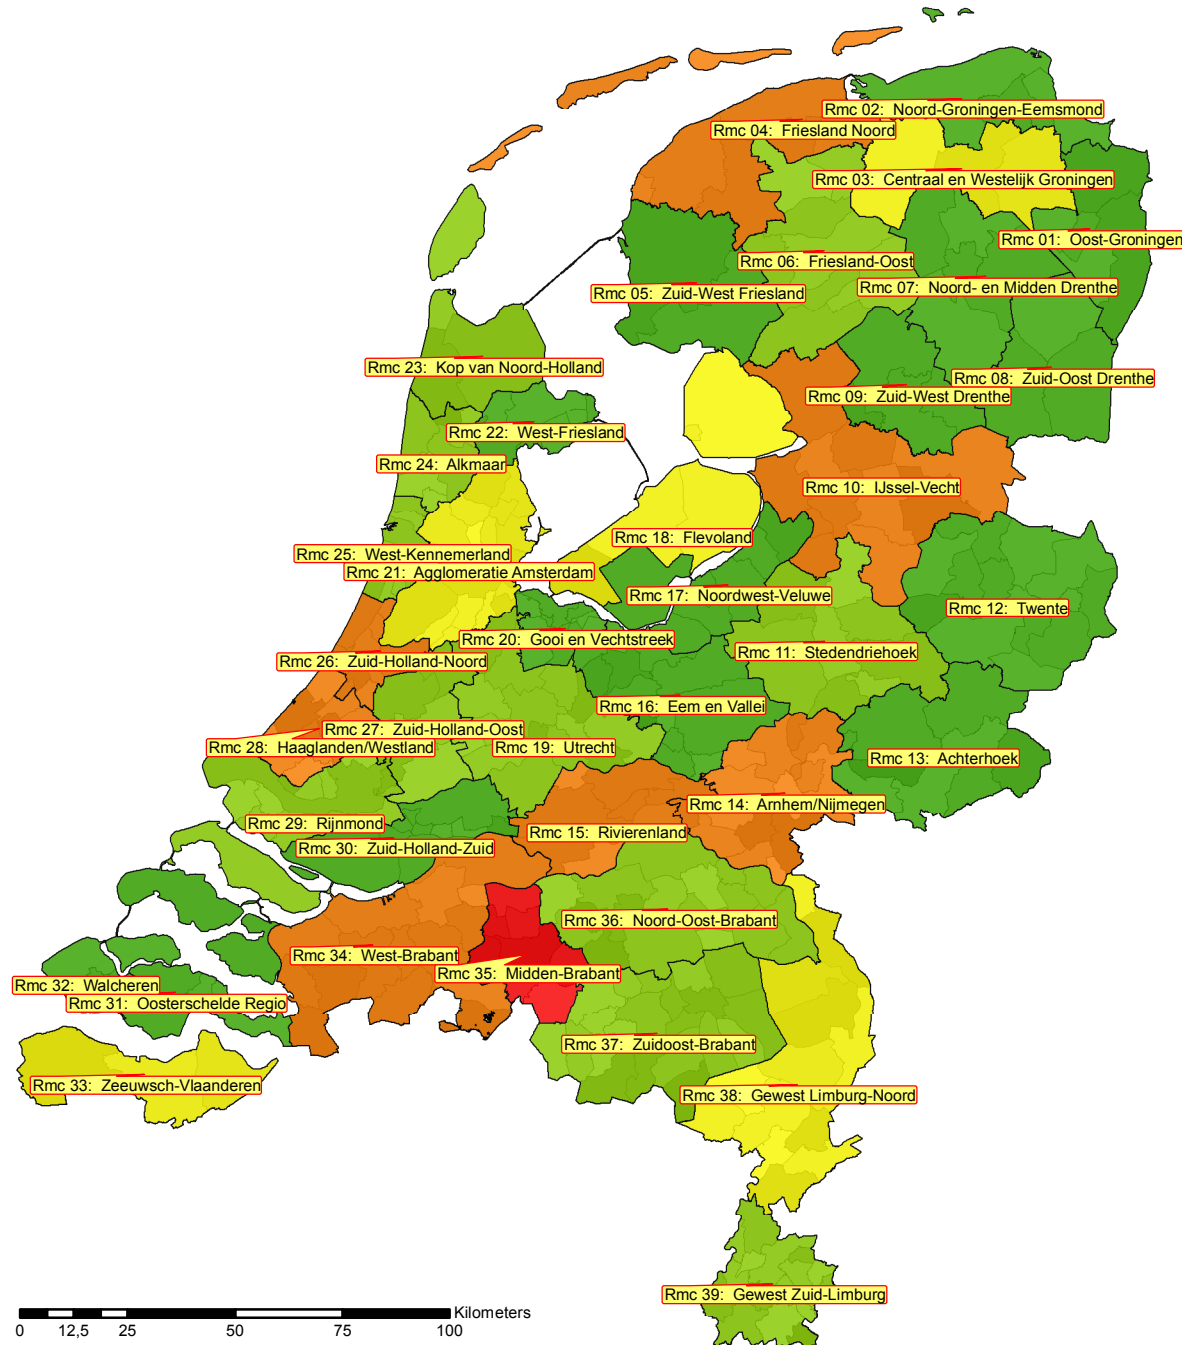 Rmc 02: Noord-Groningen-Eemsmond
Rmc 04: Friesland Noord
Rmc 03: Centraal en Westelijk Groningen
Rmc 01: Oost-Groningen
Rmc 06: Friesland-Oost
Rmc 07: Noord- en Midden Drenthe
Rmc 05: Zuid-West Friesland
Rmc 23: Kop van Noord-Holland
Rmc 08: Zuid-Oost Drenthe
Rmc 09: Zuid-West Drenthe
Rmc 22: West-Friesland
Rmc 24: Alkmaar
Rmc 10: IJssel-Vecht
Rmc 18: Flevoland
Rmc 25: West-Kennemerland
Rmc 21: Agglomeratie Amsterdam
Rmc 17: Noordwest-Veluwe
Rmc 12: Twente
Rmc 20: Gooi en Vechtstreek
Rmc 11: Stedendriehoek
Rmc 26: Zuid-Holland-Noord
Rmc 16: Eem en Vallei
Rmc 27: Zuid-Holland-Oost
Rmc 28: Haaglanden/Westland
Rmc 19: Utrecht
Rmc 13: Achterhoek
Rmc 14: Arnhem/Nijmegen
Rmc 29: Rijnmond
Rmc 15: Rivierenland
Rmc 30: Zuid-Holland-Zuid
Rmc 36: Noord-Oost-Brabant
Rmc 34: West-Brabant
Rmc 35: Midden-Brabant
Rmc 32: Walcheren
Rmc 31: Oosterschelde Regio
Rmc 37: Zuidoost-Brabant
Rmc 33: Zeeuwsch-Vlaanderen
Rmc 38: Gewest Limburg-Noord
Rmc 39: Gewest Zuid-Limburg
Kilometers
0 12,5 25 50 75 100